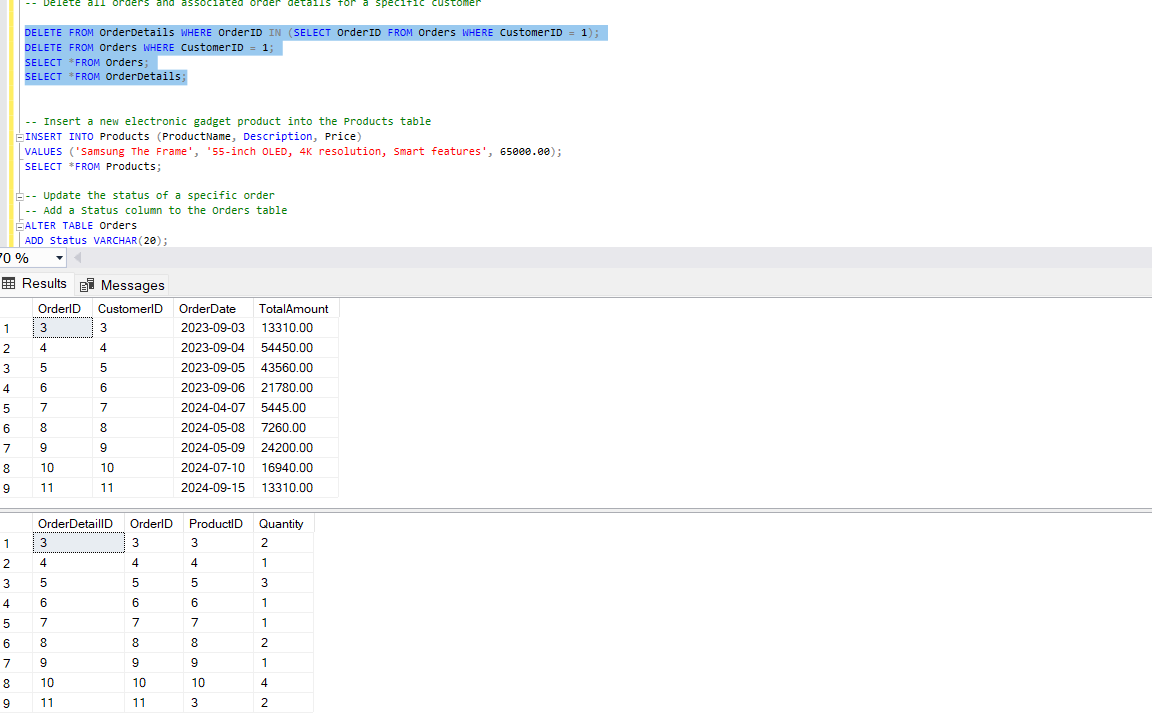 -- Delete all orders and associated order details for a specific customer
DELETE FROM OrderDetails WHERE OrderID IN (SELECT OrderID FROM Orders WHERE CustomerID = 1);
DELETE FROM Orders WHERE CustomerID = 1;
SELECT *FROM Orders;
SELECT *FROM OrderDetails;
-- Insert a new electronic gadget product into the Products table
INSERT INTO Products (ProductName, Description, Price)
VALUES ('Samsung The Frame', '55-inch OLED, 4K resolution, Smart features', 65000.00);
SELECT *FROM Products;
-- Update the status of a specific order
-- Add a Status column to the Orders table
ALTER TABLE Orders
ADD Status VARCHAR(20);
70 %
Results Messages
OrderID CustomerID OrderDate TotalAmount
1 3 3 2023-09-03 13310.00
2 4 4 2023-09-04 54450.00
3 5 5 2023-09-05 43560.00
4 6 6 2023-09-06 21780.00
5 7 7 2024-04-07 5445.00
6 8 8 2024-05-08 7260.00
7 9 9 2024-05-09 24200.00
8 10 10 2024-07-10 16940.00
9 11 11 2024-09-15 13310.00
OrderDetailID OrderID ProductID Quantity
1 3 3 3 2
2 4 4 4 1
3 5 5 5 3
4 6 6 6 1
5 7 7 7 1
6 8 8 8 2
7 9 9 9 1
8 10 10 10 4
9 11 11 3 2